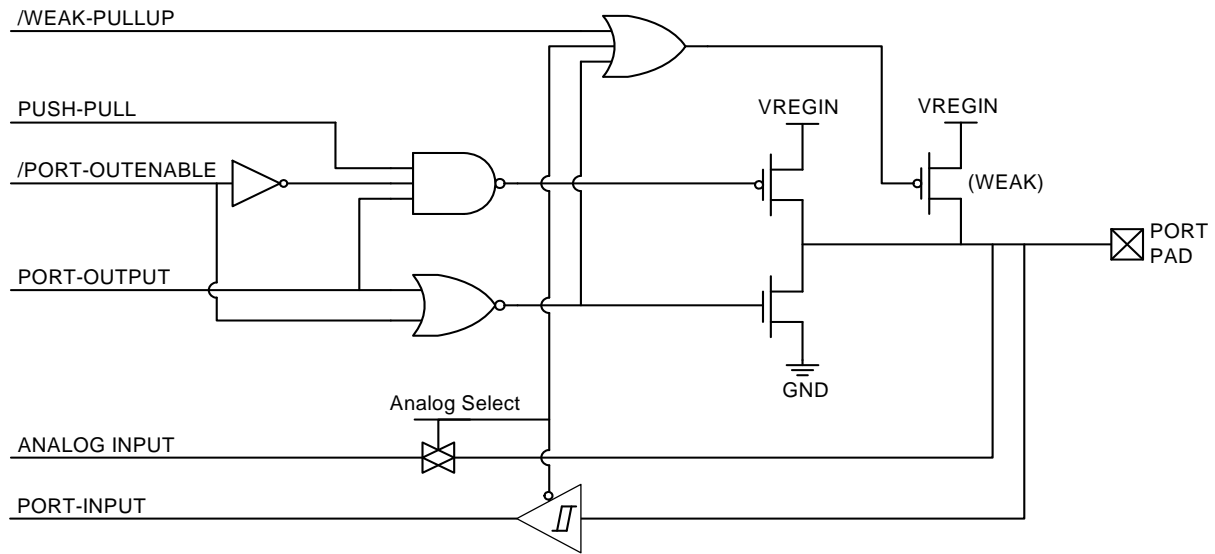 /WEAK-PULLUP
PUSH-PULL
VREGIN
VREGIN
/PORT-OUTENABLE
(WEAK)
PORT
PAD
PORT-OUTPUT
GND
Analog Select
ANALOG INPUT
PORT-INPUT